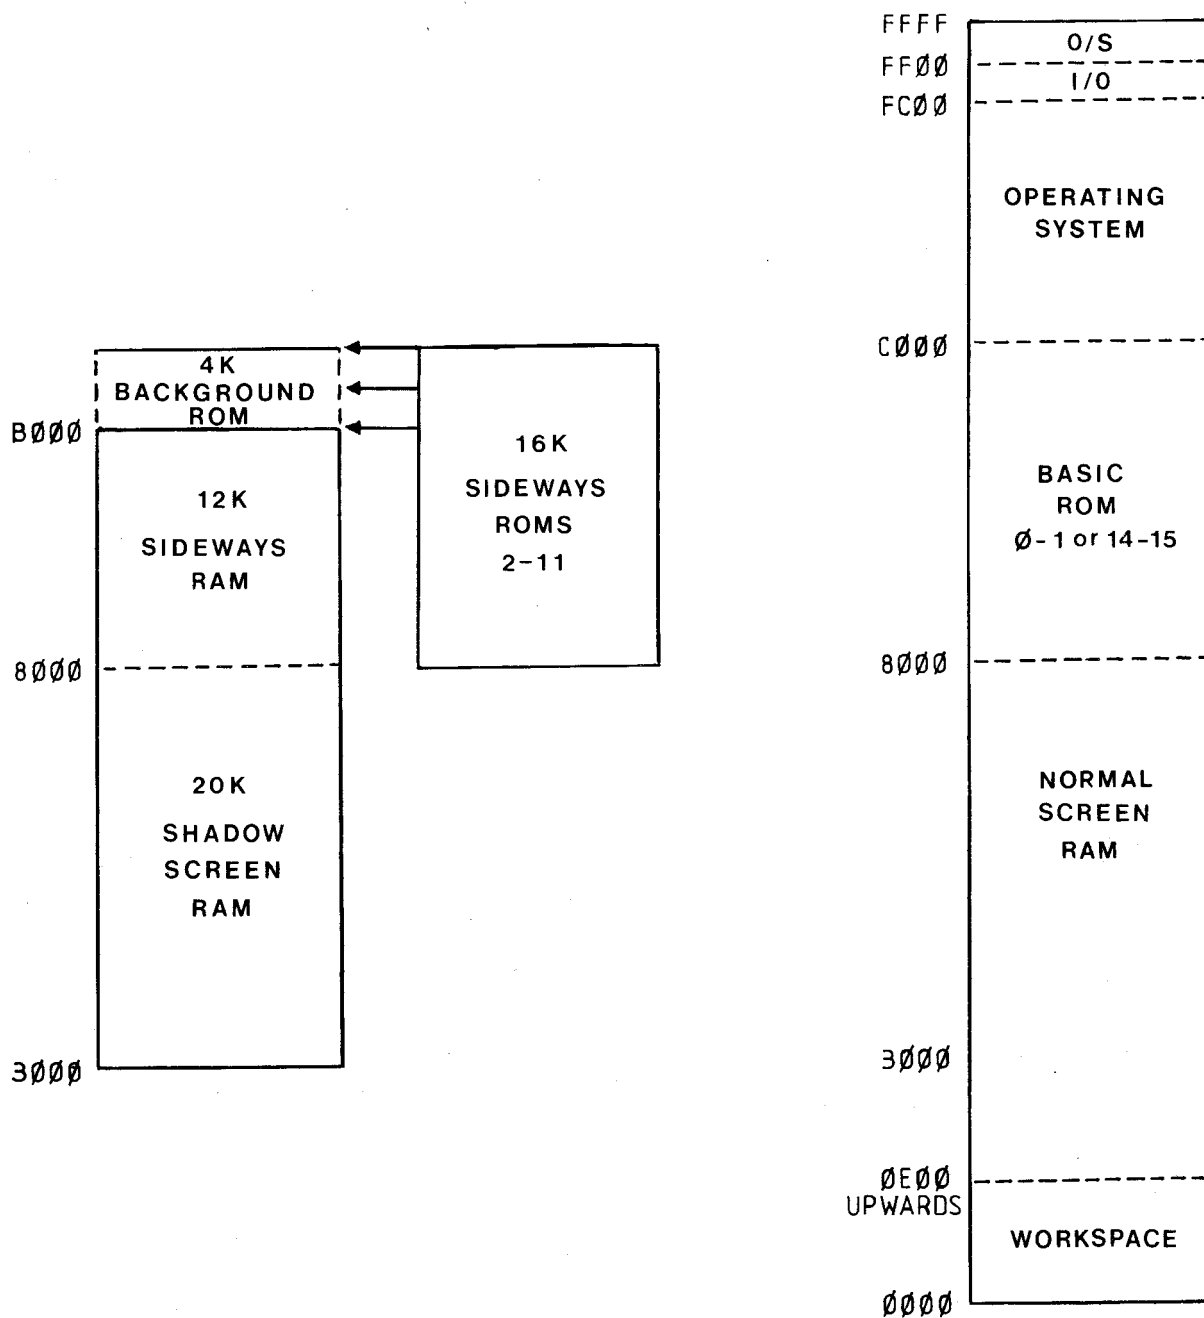 4K
BACKGROUND
ROM
BØØØ
12K
SIDEWAYS
RAM
8ØØØ
20K
SHADOW
SCREEN
RAM
3ØØØ
16K
SIDEWAYS
ROMS
2-11
FFFF
O/S
FFØØ
I/O
FCØØ
OPERATING
SYSTEM
CØØØ
BASIC
ROM
Ø-1 or 14-15
8ØØØ
NORMAL
SCREEN
RAM
3ØØØ
ØEØØ
UPWARDS
WORKSPACE
ØØØØ